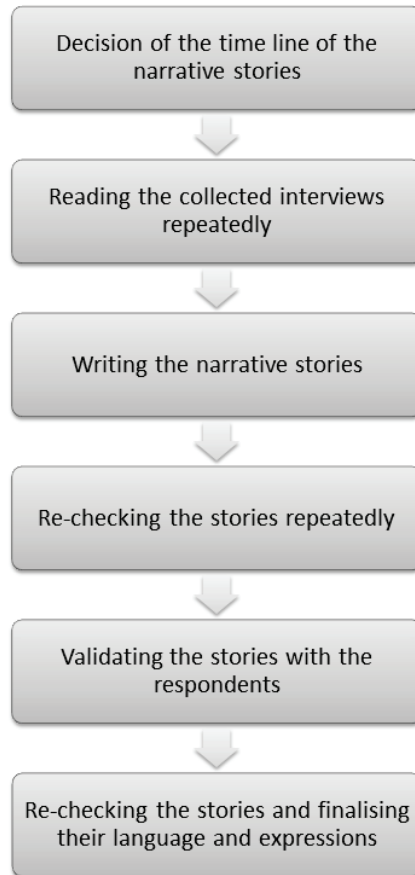 Decision of the time line of the
narrative stories
Reading the collected interviews
repeatedly
Writing the narrative stories
Re-checking the stories repeatedly
Validating the stories with the
respondents
Re-checking the stories and finalising
their language and expressions